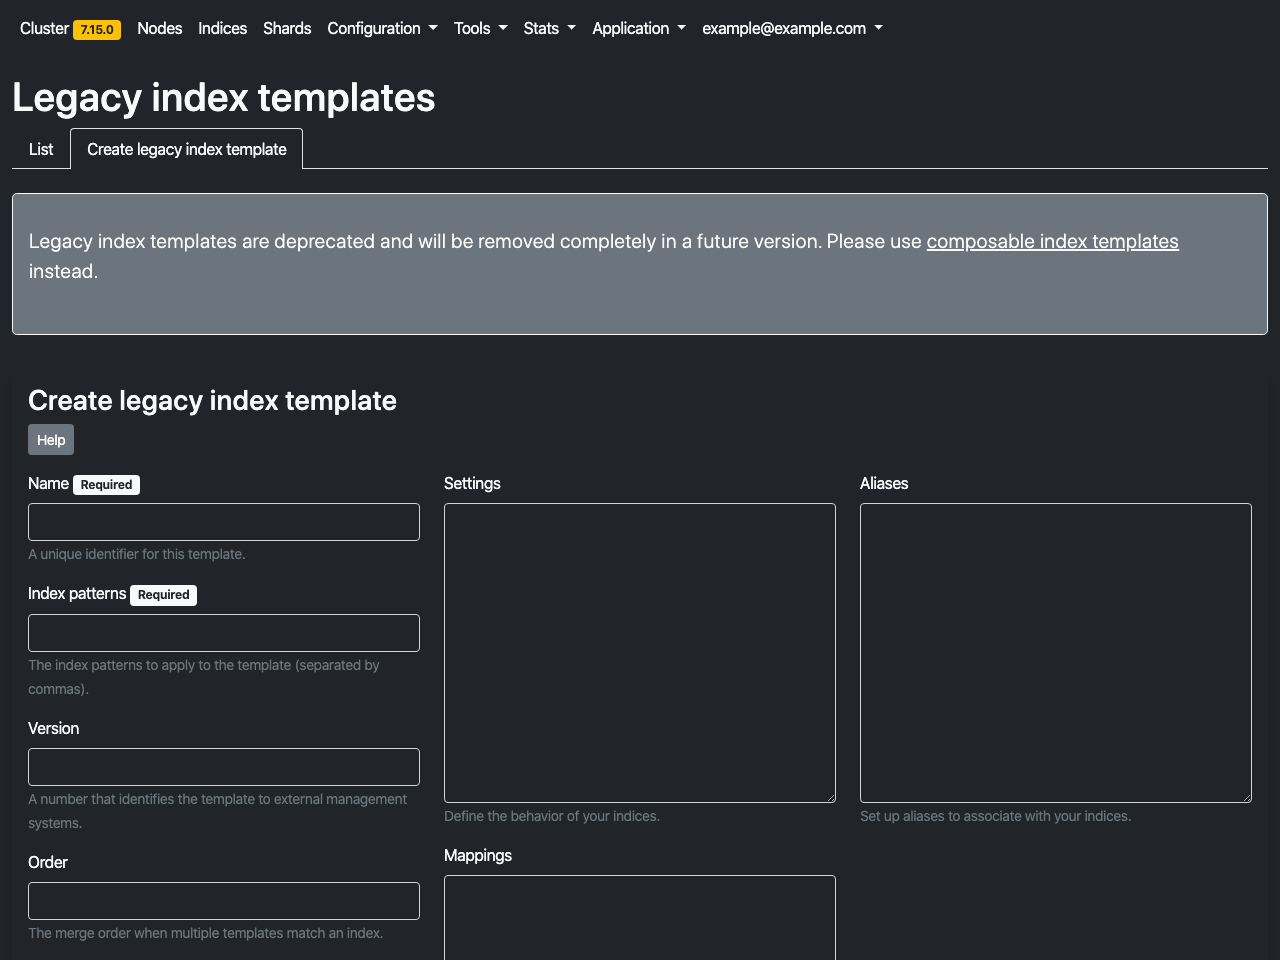 Cluster 7.15.0 Nodes Indices Shards Configuration Tools Stats Application example@example.com
Legacy index templates
List Create legacy index template
Legacy index templates are deprecated and will be removed completely in a future version. Please use composable index templates
instead.
Create legacy index template
Help
Name Required
A unique identifier for this template.
Index patterns Required
The index patterns to apply to the template (separated by
commas).
Version
A number that identifies the template to external management
systems.
Order
The merge order when multiple templates match an index.
Settings
Define the behavior of your indices.
Mappings
Aliases
Set up aliases to associate with your indices.